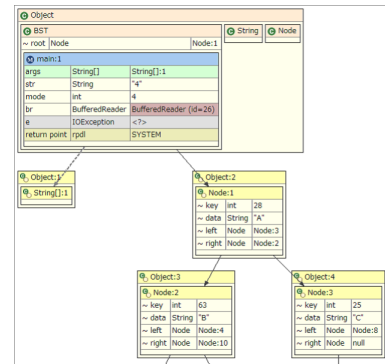 Object
BST
String
Node
~ root Node Node:1
main:1
args String[] String[]:1
str String "4"
mode int 4
br BufferedReader BufferedReader (id=26)
e IOException <?>
return point rpdl SYSTEM
Object:1
String[]:1
Object:2
Node:1
~ key int 28
~ data String "A"
~ left Node Node:3
~ right Node Node:2
Object:3
Node:2
~ key int 63
~ data String "B"
~ left Node Node:4
~ right Node Node:10
Object:4
Node:3
~ key int 25
~ data String "C"
~ left Node Node:8
~ right Node null